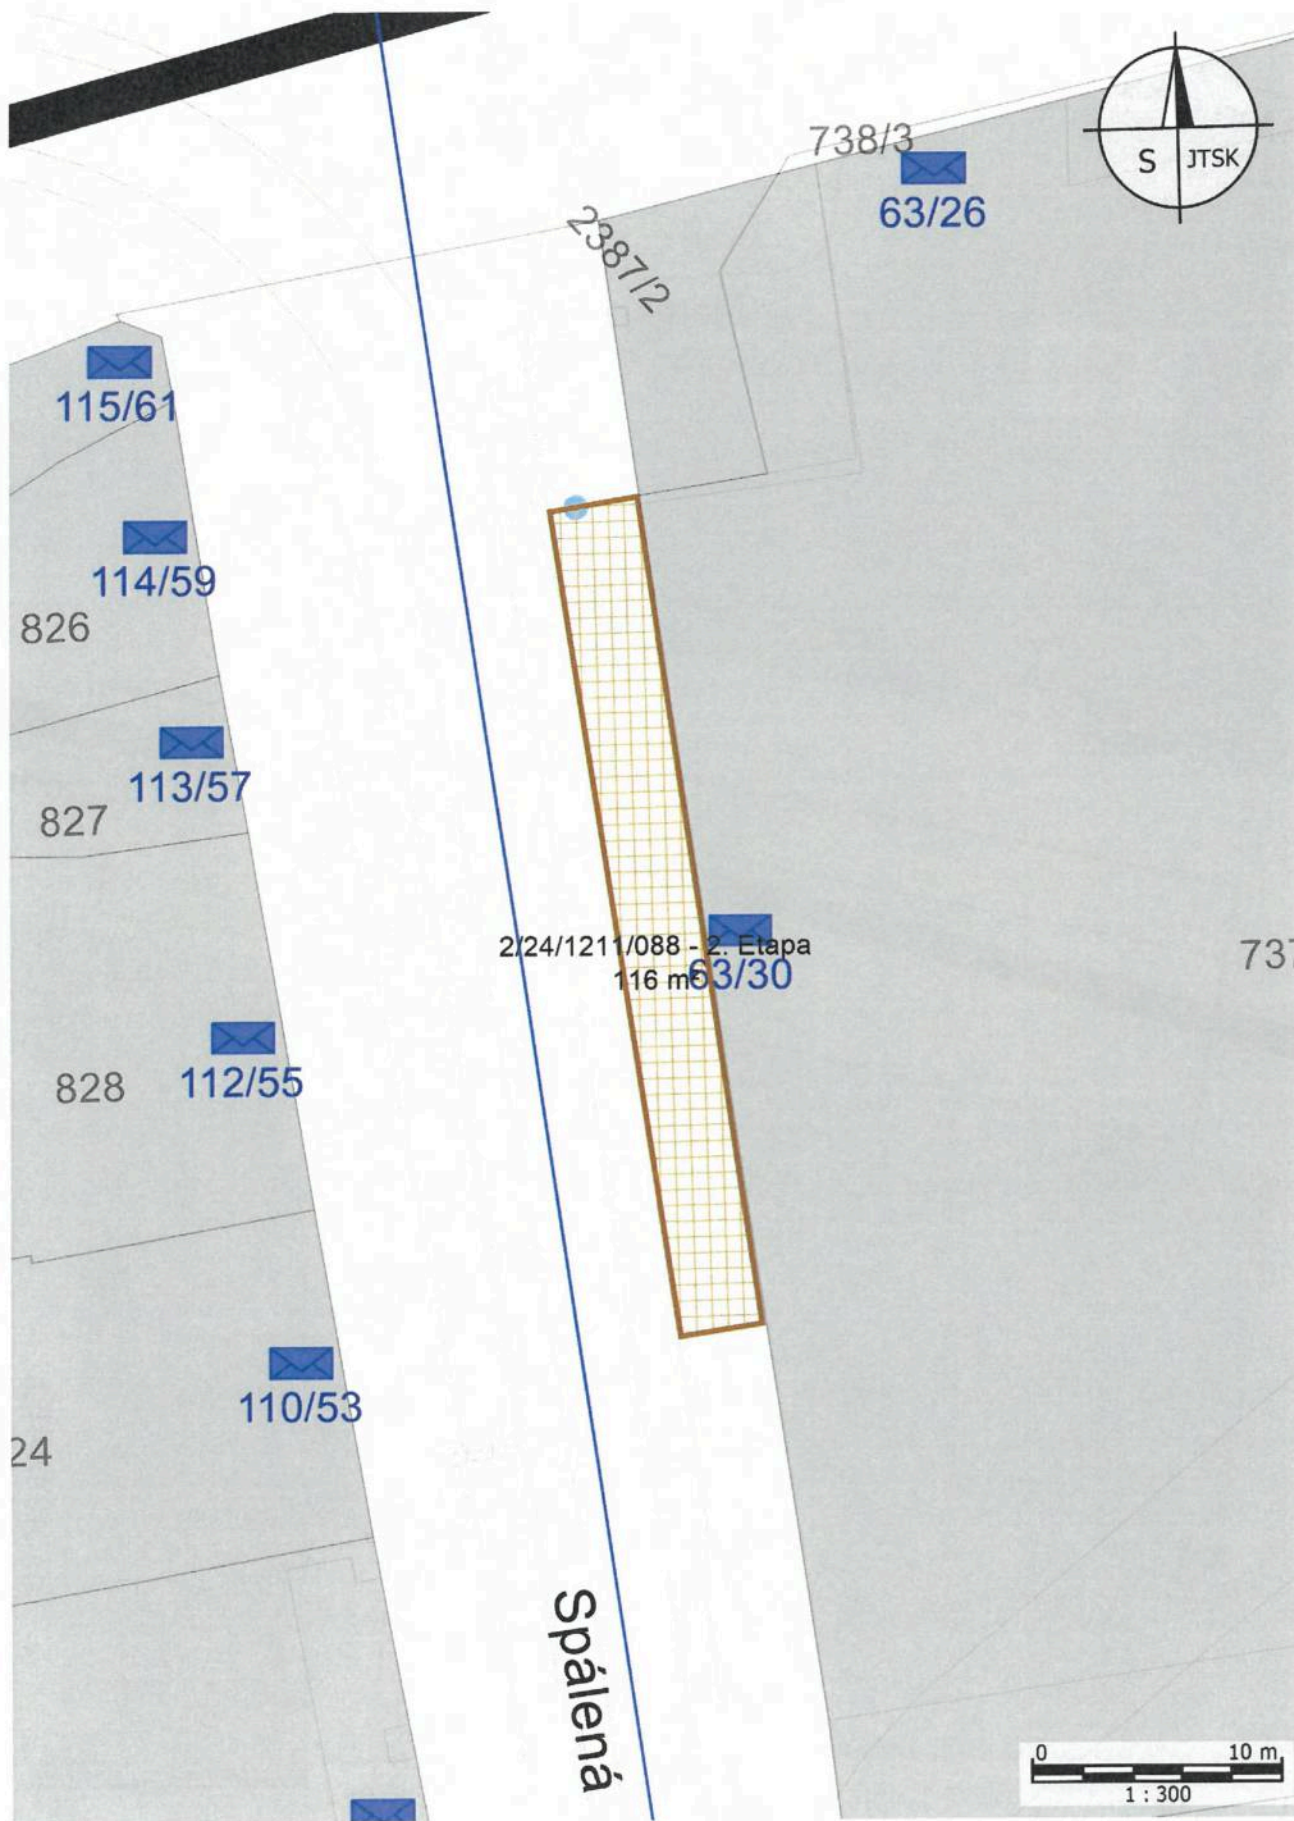 738/3
S JTSK
63/26
2387/2
115/61
114/59
826
113/57
827
2/24/1211/088 - 2. Etapa
116 m²
63/30
737
112/55
828
110/53
24
Spálená
0 10 m
1 : 300